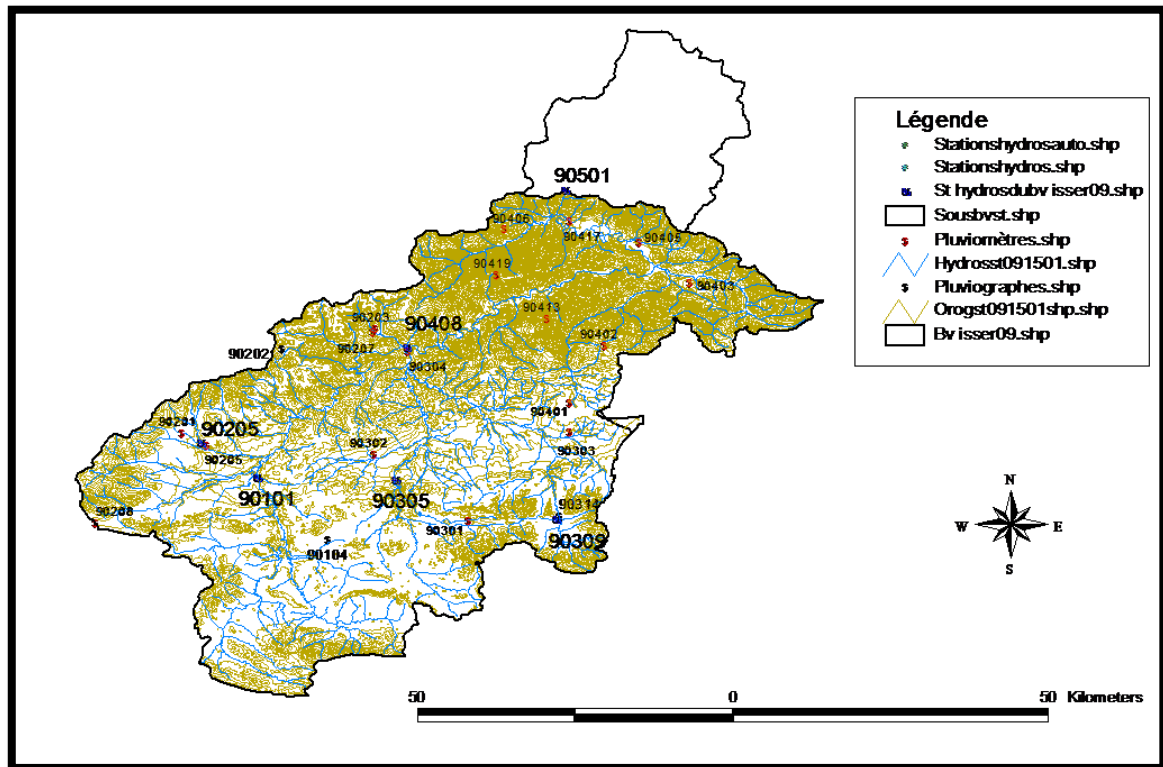 Légende
Stationshydrosauto.shp
Stationshydros.shp
St hydrosdubv isser09.shp
Sousbvst.shp
Pluviomètres.shp
Hydrosst091501.shp
Pluviographes.shp
Orogst091501shp.shp
Bv isser09.shp
90501
90406
90417
90405
90419
90403
90413
90203
90408
90402
90202
90207
90304
90401
90201
90205
90205
90302
90303
90101
90305
90314
90208
90301
90309
90104
N
W
E
S
50
0
50 Kilometers